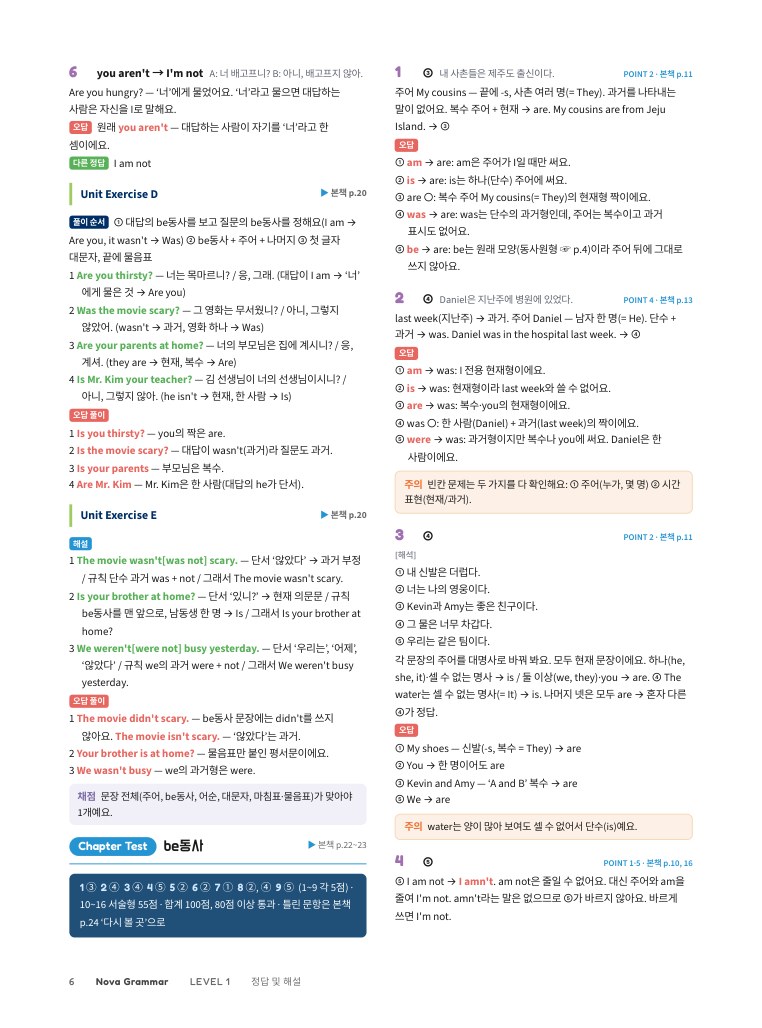 6 you aren't → I'm not A: 너 배고프니? B: 아니, 배고프지 않아.
Are you hungry? — '너'에게 물었어요. '너'라고 물으면 대답하는
사람은 자신을 I로 말해요.
오답 원래 you aren't — 대답하는 사람이 자기를 '너'라고 한
셈이에요.
다른 정답 I am not
Unit Exercise D ▶ 본책 p.20
풀이 순서 ① 대답의 be동사를 보고 질문의 be동사를 정해요(I am →
Are you, it wasn't → Was) ② be동사 + 주어 + 나머지 ③ 첫 글자
대문자, 끝에 물음표
1 Are you thirsty? — 너는 목마르니? / 응, 그래. (대답이 I am → '너'
에게 물은 것 → Are you)
2 Was the movie scary? — 그 영화는 무서웠니? / 아니, 그렇지
않았어. (wasn't → 과거, 영화 하나 → Was)
3 Are your parents at home? — 너의 부모님은 집에 계시니? / 응,
계셔. (they are → 현재, 복수 → Are)
4 Is Mr. Kim your teacher? — 김 선생님이 너의 선생님이시니? /
아니, 그렇지 않아. (he isn't → 현재, 한 사람 → Is)
오답 풀이
1 Is you thirsty? — you의 짝은 are.
2 Is the movie scary? — 대답이 wasn't(과거)라 질문도 과거.
3 Is your parents — 부모님은 복수.
4 Are Mr. Kim — Mr. Kim은 한 사람(대답의 he가 단서).
Unit Exercise E ▶ 본책 p.20
해설
1 The movie wasn't[was not] scary. — 단서 '않았다' → 과거 부정
/ 규칙 단수 과거 was + not / 그래서 The movie wasn't scary.
2 Is your brother at home? — 단서 '있니?' → 현재 의문문 / 규칙
be동사를 맨 앞으로, 남동생 한 명 → Is / 그래서 Is your brother at
home?
3 We weren't[were not] busy yesterday. — 단서 '우리는', '어제',
'않았다' / 규칙 we의 과거 were + not / 그래서 We weren't busy
yesterday.
오답 풀이
1 The movie didn't scary. — be동사 문장에는 didn't를 쓰지
않아요. The movie isn't scary. — '않았다'는 과거.
2 Your brother is at home? — 물음표만 붙인 평서문이에요.
3 We wasn't busy — we의 과거형은 were.
채점 문장 전체(주어, be동사, 어순, 대문자, 마침표·물음표)가 맞아야
1개예요.
Chapter Test be동사 ▶ 본책 p.22~23
1 ③ 2 ④ 3 ④ 4 ⑤ 5 ② 6 ② 7 ① 8 ②, ④ 9 ⑤ (1~9 각 5점) ·
10~16 서술형 55점 · 합계 100점, 80점 이상 통과 · 틀린 문항은 본책
p.24 '다시 볼 곳'으로
1 ③ 내 사촌들은 제주도 출신이다. POINT 2 · 본책 p.11
주어 My cousins — 끝에 -s, 사촌 여러 명(= They). 과거를 나타내는
말이 없어요. 복수 주어 + 현재 → are. My cousins are from Jeju
Island. → ③
오답
① am → are: am은 주어가 I일 때만 써요.
② is → are: is는 하나(단수) 주어에 써요.
③ are ○: 복수 주어 My cousins(= They)의 현재형 짝이에요.
④ was → are: was는 단수의 과거형인데, 주어는 복수이고 과거
표시도 없어요.
⑤ be → are: be는 원래 모양(동사원형 ☞ p.4)이라 주어 뒤에 그대로
쓰지 않아요.
2 ④ Daniel은 지난주에 병원에 있었다. POINT 4 · 본책 p.13
last week(지난주) → 과거. 주어 Daniel — 남자 한 명(= He). 단수 +
과거 → was. Daniel was in the hospital last week. → ④
오답
① am → was: I 전용 현재형이에요.
② is → was: 현재형이라 last week와 쓸 수 없어요.
③ are → was: 복수·you의 현재형이에요.
④ was ○: 한 사람(Daniel) + 과거(last week)의 짝이에요.
⑤ were → was: 과거형이지만 복수나 you에 써요. Daniel은 한
사람이에요.
주의 빈칸 문제는 두 가지를 다 확인해요: ① 주어(누가, 몇 명) ② 시간
표현(현재/과거).
3 ④ POINT 2 · 본책 p.11
[해석]
① 내 신발은 더럽다.
② 너는 나의 영웅이다.
③ Kevin과 Amy는 좋은 친구이다.
④ 그 물은 너무 차갑다.
⑤ 우리는 같은 팀이다.
각 문장의 주어를 대명사로 바꿔 봐요. 모두 현재 문장이에요. 하나(he,
she, it)·셀 수 없는 명사 → is / 둘 이상(we, they)·you → are. ④ The
water는 셀 수 없는 명사(= It) → is. 나머지 넷은 모두 are → 혼자 다른
④가 정답.
오답
① My shoes — 신발(-s, 복수 = They) → are
② You → 한 명이어도 are
③ Kevin and Amy — 'A and B' 복수 → are
⑤ We → are
주의 water는 양이 많아 보여도 셀 수 없어서 단수(is)예요.
4 ⑤ POINT 1·5 · 본책 p.10, 16
⑤ I am not → I amn't. am not은 줄일 수 없어요. 대신 주어와 am을
줄여 I'm not. amn't라는 말은 없으므로 ⑤가 바르지 않아요. 바르게
쓰면 I'm not.
6 Nova Grammar LEVEL 1 정답 및 해설